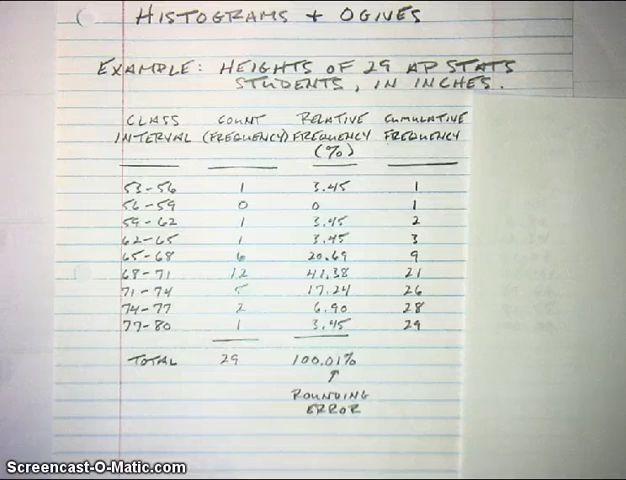 HISTOGRAMS + OGIVES
EXAMPLE: HEIGHTS OF 29 AP STATS
STUDENTS, IN INCHES.
CLASS COUNT RELATIVE CUMULATIVE
INTERVAL (FREQUENCY) FREQUENCY FREQUENCY
(%)
53-56 1 3.45 1
56-59 0 0 1
59-62 1 3.45 2
62-65 1 3.45 3
65-68 6 20.69 9
68-71 12 41.38 21
71-74 5 17.24 26
74-77 2 6.90 28
77-80 1 3.45 29
TOTAL 29 100.01%
ROUNDING
ERROR
Screencast-O-Matic.com